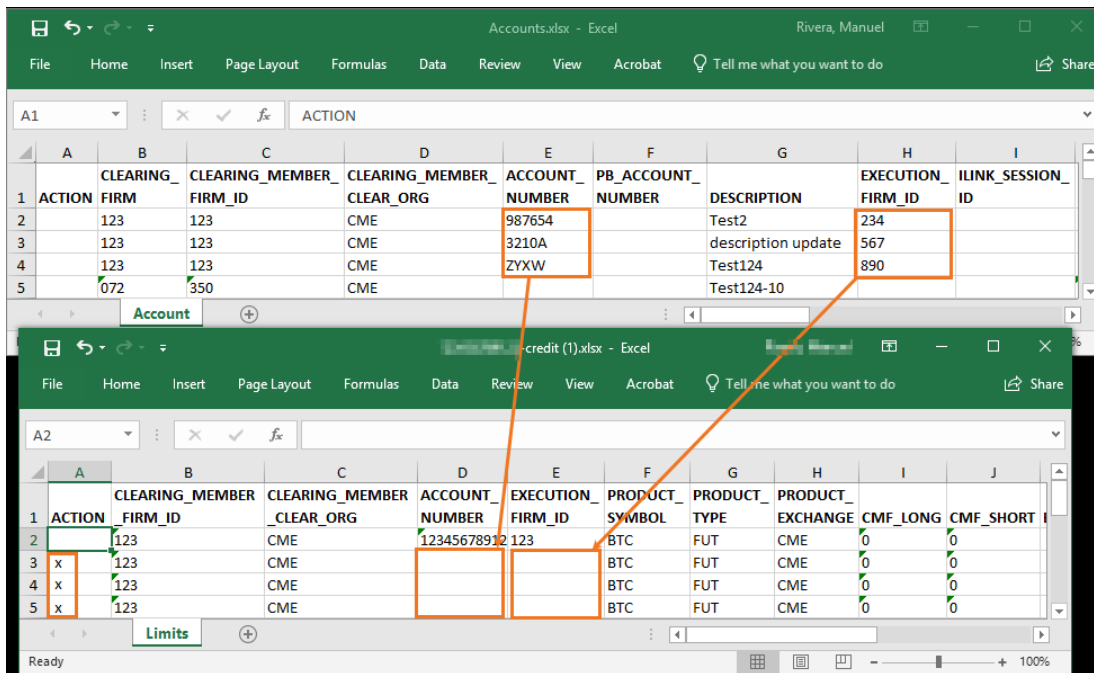 Accounts.xlsx - Excel Rivera, Manuel
File Home Insert Page Layout Formulas Data Review View Acrobat Tell me what you want to do Share
A1 fx ACTION
A B C D E F G H I
CLEARING_ CLEARING_MEMBER_ CLEARING_MEMBER_ ACCOUNT_ PB_ACCOUNT_ EXECUTION_ ILINK_SESSION_
1 ACTION FIRM FIRM_ID CLEAR_ORG NUMBER NUMBER DESCRIPTION FIRM_ID ID
2 123 123 CME 987654 Test2 234
3 123 123 CME 3210A description update 567
4 123 123 CME ZYXW Test124 890
5 072 350 CME Test124-10
Account
-credit (1).xlsx - Excel
%
File Home Insert Page Layout Formulas Data Review View Acrobat Tell me what you want to do Share
A2 fx
A B C D E F G H I J
CLEARING_MEMBER CLEARING_MEMBER ACCOUNT_ EXECUTION_ PRODUCT_ PRODUCT_ PRODUCT_
1 ACTION _FIRM_ID _CLEAR_ORG NUMBER FIRM_ID SYMBOL TYPE EXCHANGE CMF_LONG CMF_SHORT
2 123 CME 12345678912 123 BTC FUT CME 0 0
3 x 123 CME BTC FUT CME 0 0
4 x 123 CME BTC FUT CME 0 0
5 x 123 CME BTC FUT CME 0 0
Limits
Ready 100%